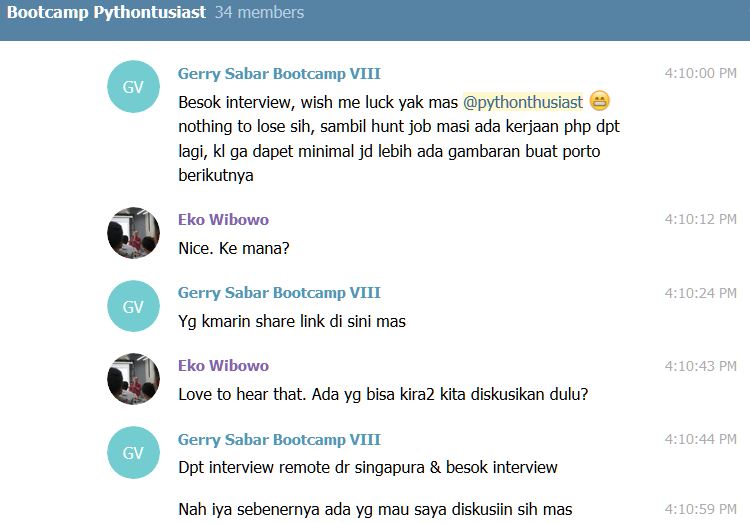 Bootcamp Pythontusiast 34 members
GV
Gerry Sabar Bootcamp VIII 4:10:00 PM
Besok interview, wish me luck yak mas @pythonthusiast 😁
nothing to lose sih, sambil hunt job masi ada kerjaan php dpt
lagi, kl ga dapet minimal jd lebih ada gambaran buat porto
berikutnya
Eko Wibowo 4:10:12 PM
Nice. Ke mana?
GV
Gerry Sabar Bootcamp VIII 4:10:24 PM
Yg kmarin share link di sini mas
Eko Wibowo 4:10:43 PM
Love to hear that. Ada yg bisa kira2 kita diskusikan dulu?
GV
Gerry Sabar Bootcamp VIII 4:10:44 PM
Dpt interview remote dr singapura & besok interview
Nah iya sebenernya ada yg mau saya diskusiin sih mas 4:10:59 PM